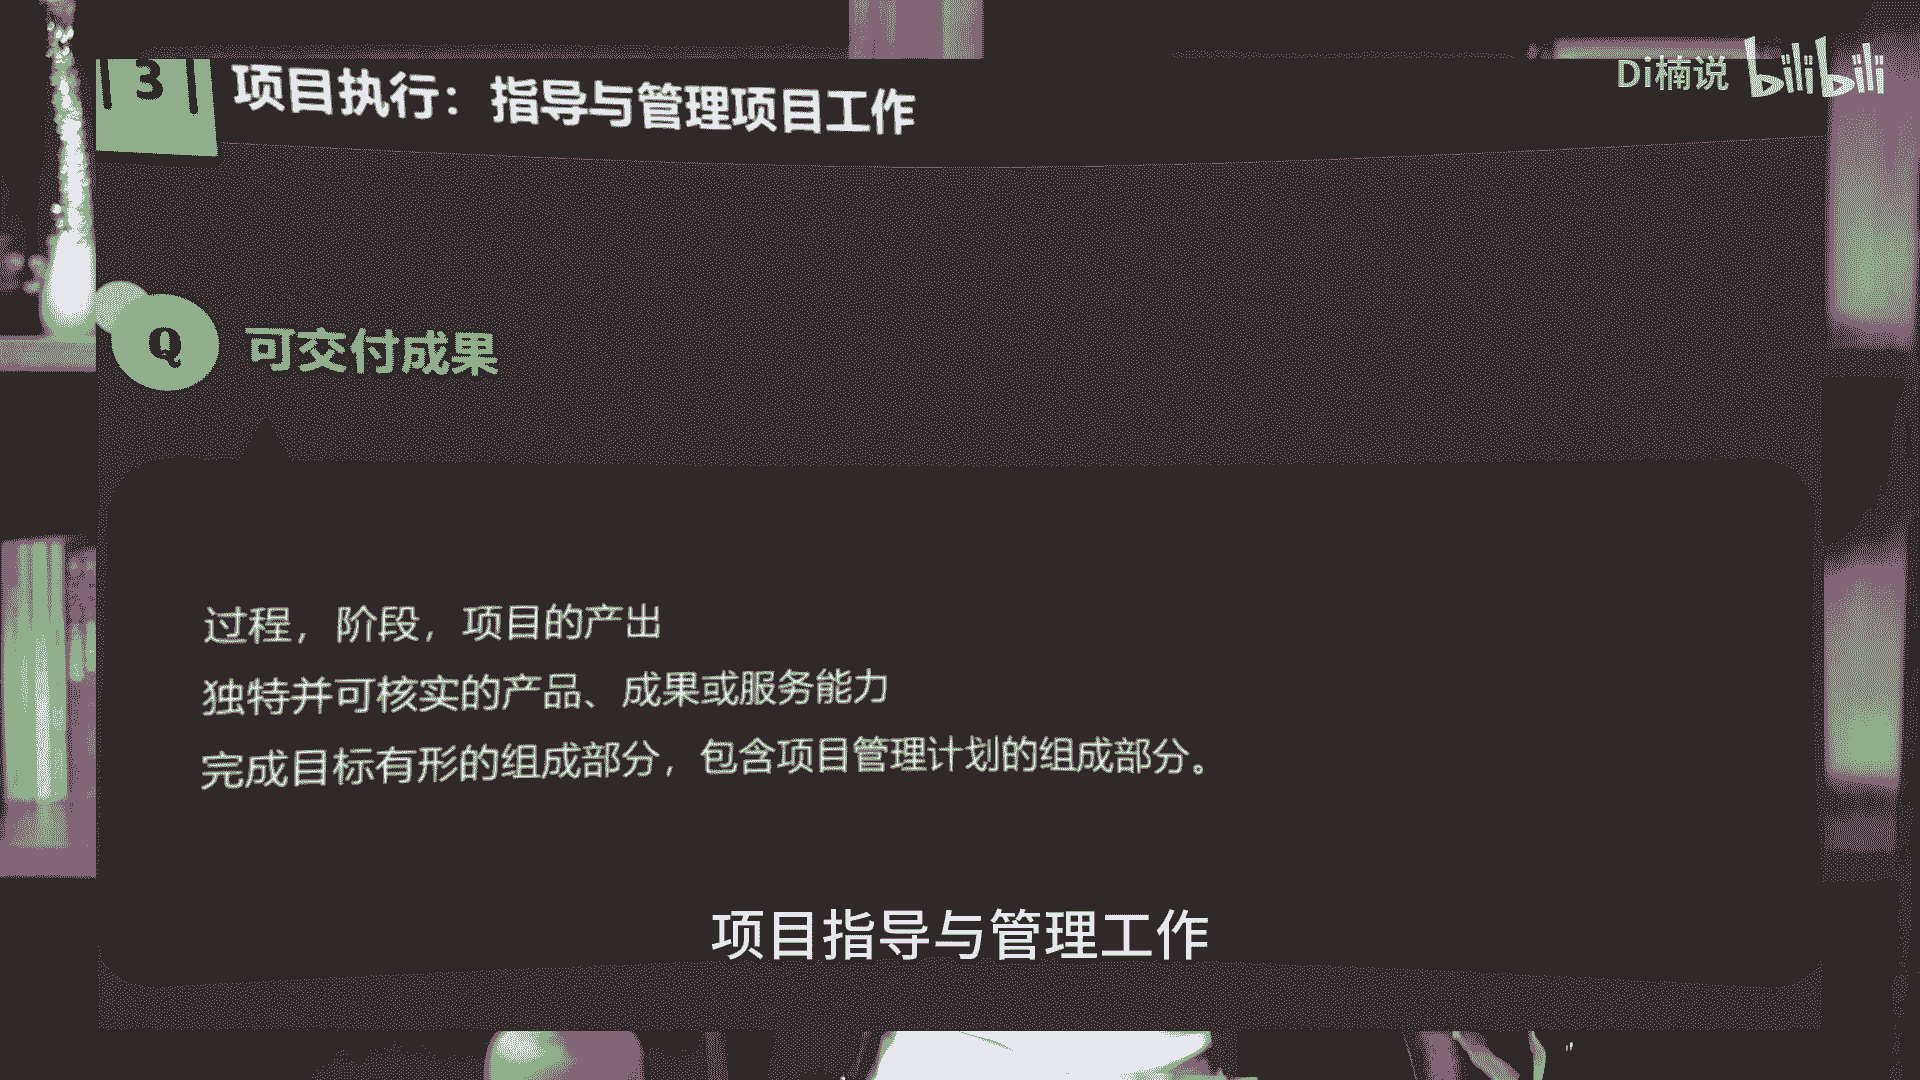 3
项目执行：指导与管理项目工作
Di楠说 bilibili
Q 可交付成果
过程，阶段，项目的产出
独特并可核实的产品、成果或服务能力
完成目标有形的组成部分，包含项目管理计划的组成部分。
项目指导与管理工作